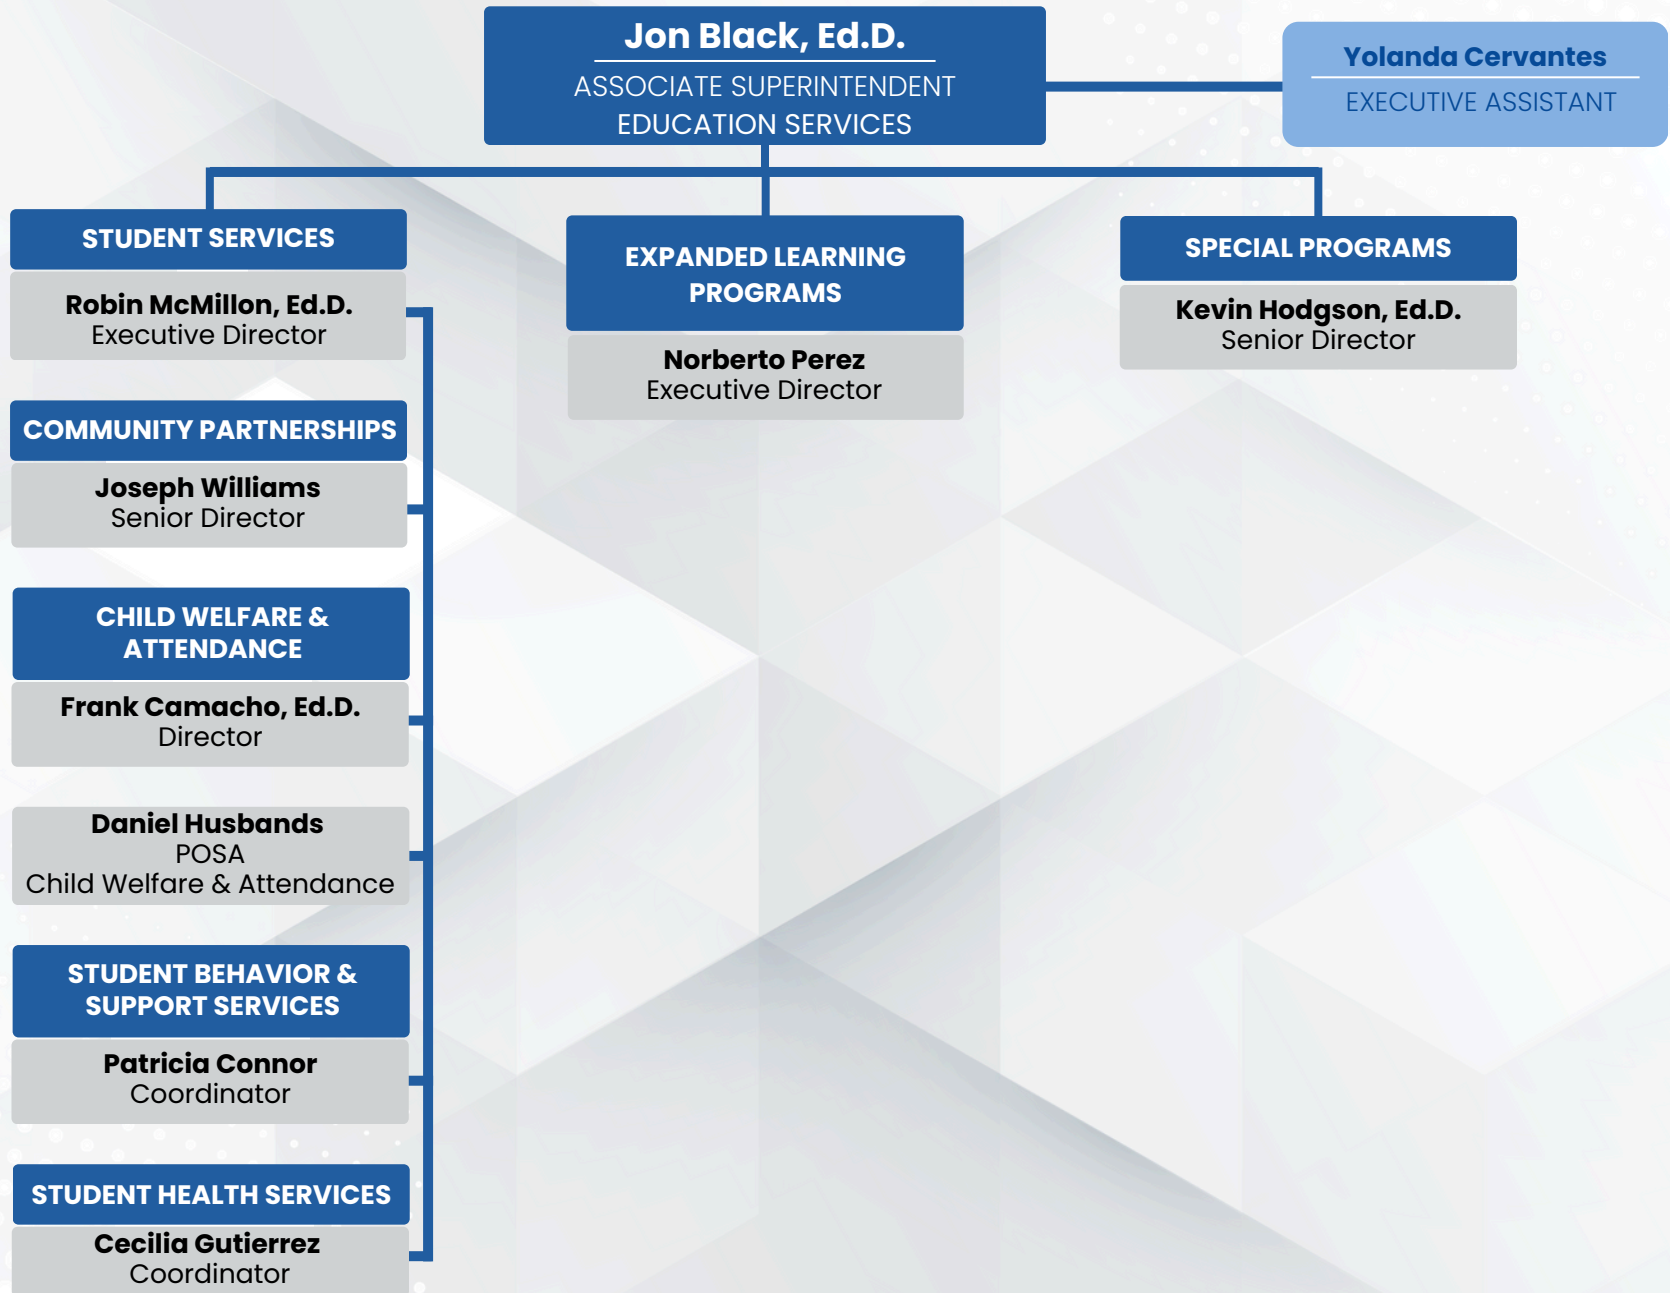 Jon Black, Ed.D.
ASSOCIATE SUPERINTENDENT
EDUCATION SERVICES
Yolanda Cervantes
EXECUTIVE ASSISTANT
STUDENT SERVICES
Robin McMillon, Ed.D.
Executive Director
COMMUNITY PARTNERSHIPS
Joseph Williams
Senior Director
CHILD WELFARE &
ATTENDANCE
Frank Camacho, Ed.D.
Director
Daniel Husbands
POSA
Child Welfare & Attendance
STUDENT BEHAVIOR &
SUPPORT SERVICES
Patricia Connor
Coordinator
STUDENT HEALTH SERVICES
Cecilia Gutierrez
Coordinator
EXPANDED LEARNING
PROGRAMS
Norberto Perez
Executive Director
SPECIAL PROGRAMS
Kevin Hodgson, Ed.D.
Senior Director